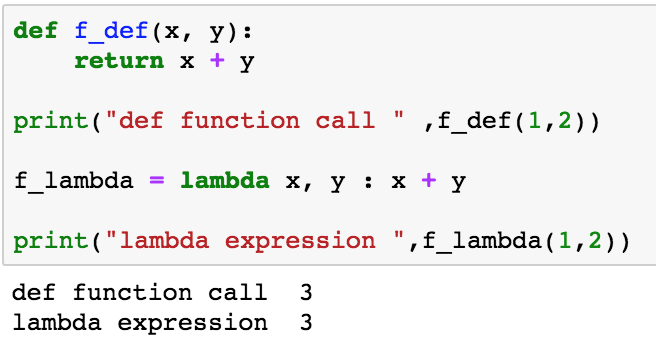 def f_def(x, y):
    return x + y
print("def function call " ,f_def(1,2))
f_lambda = lambda x, y : x + y
print("lambda expression ",f_lambda(1,2))
def function call  3
lambda expression  3